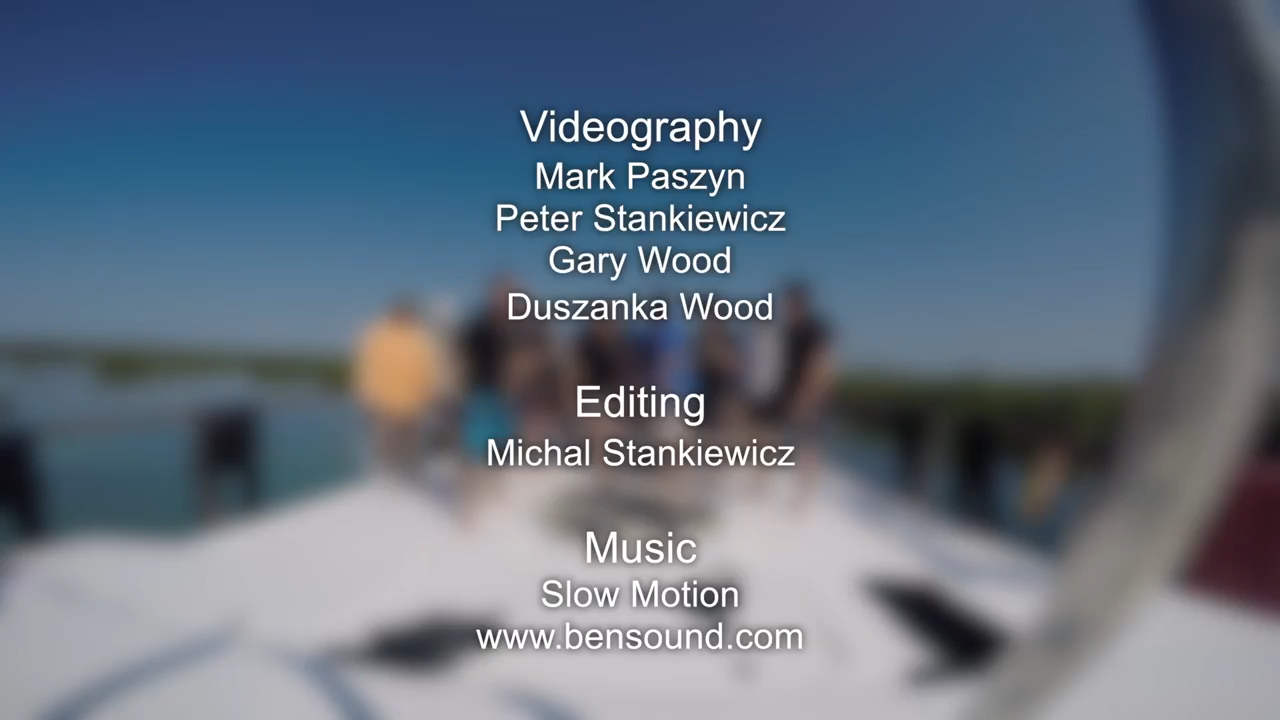 Videography
Mark Paszyn
Peter Stankiewicz
Gary Wood
Duszanka Wood
Editing
Michal Stankiewicz
Music
Slow Motion
www.bensound.com